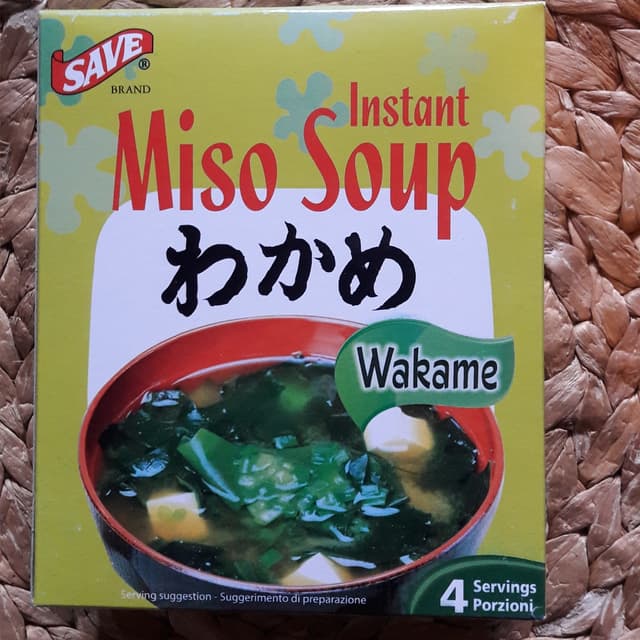 SAVE®
BRAND
Instant
Miso Soup
わかめ
Wakame
Serving suggestion - Suggerimento di preparazione
4 Servings
Porzioni